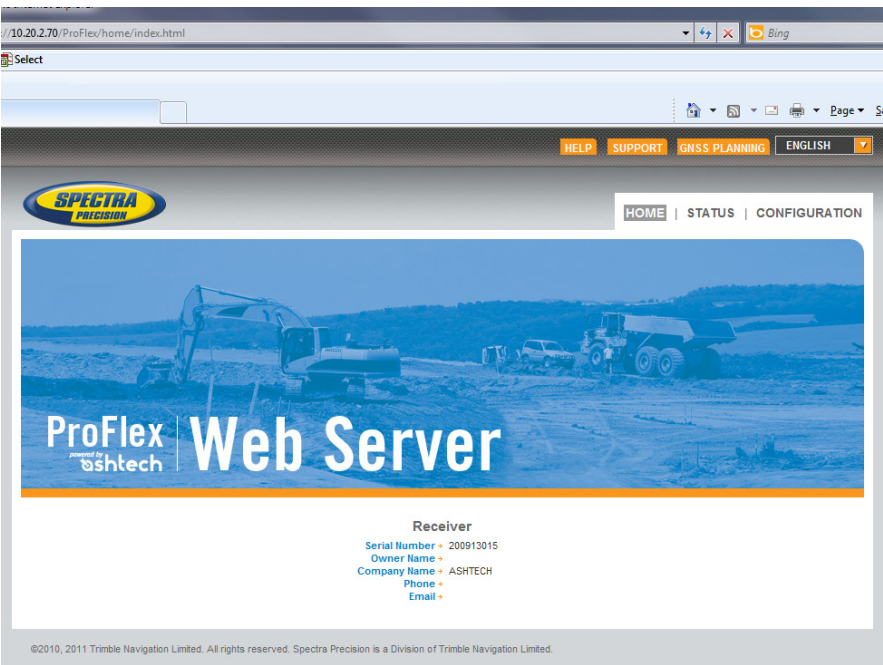 //10.20.2.70/ProFlex/home/index.html
Bing
Select
Page
HELP SUPPORT GNSS PLANNING ENGLISH
SPECTRA
PRECISION
HOME | STATUS | CONFIGURATION
ProFlex
powered by
ashtech
Web Server
Receiver
Serial Number 200913015
Owner Name
Company Name ASHTECH
Phone
Email
©2010, 2011 Trimble Navigation Limited. All rights reserved. Spectra Precision is a Division of Trimble Navigation Limited.